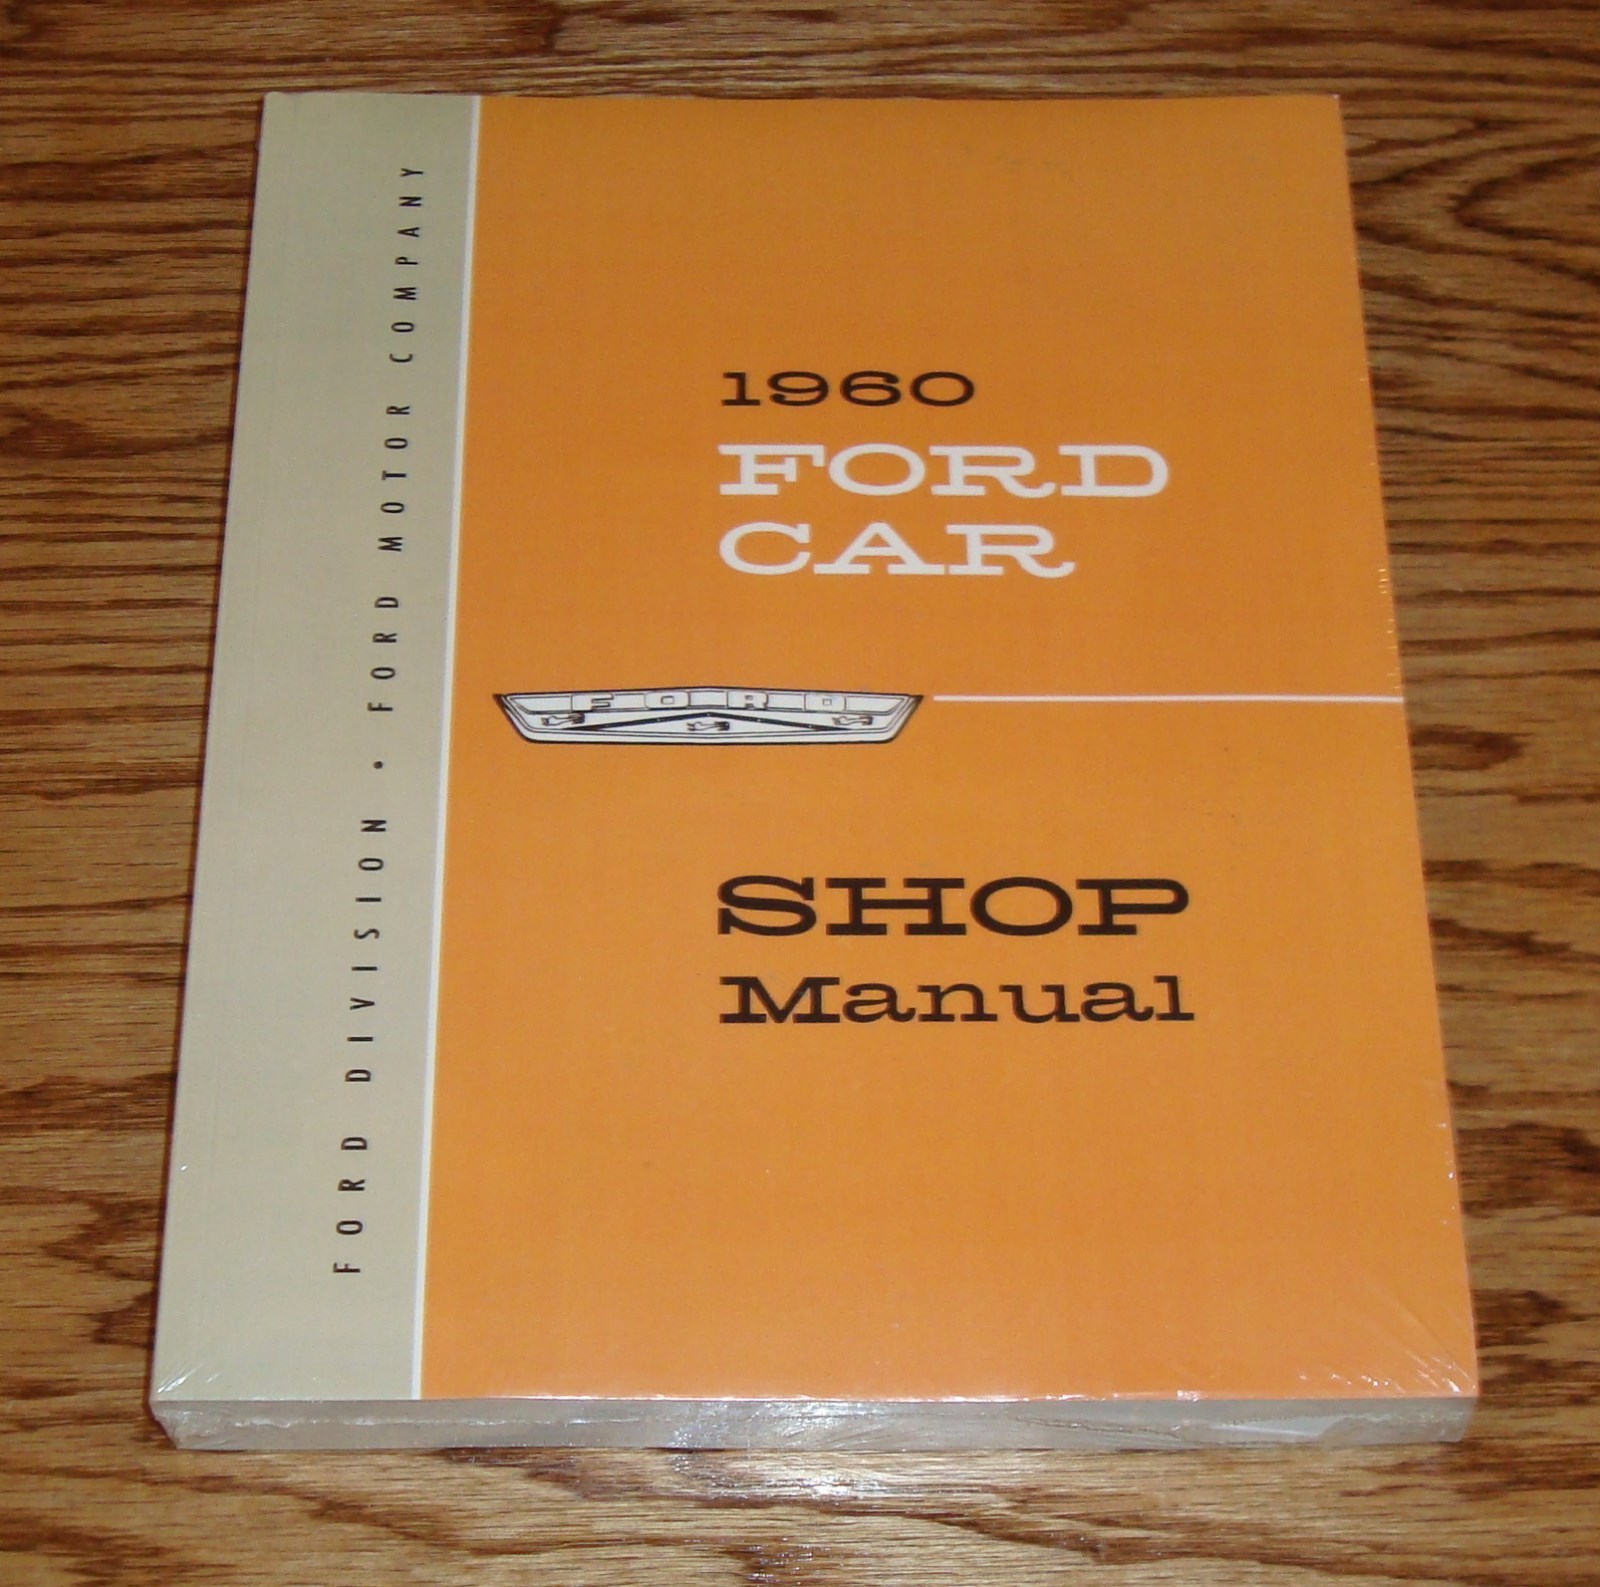 FORD DIVISION • FORD MOTOR COMPANY
1960
FORD
CAR
FORD
SHOP
Manual